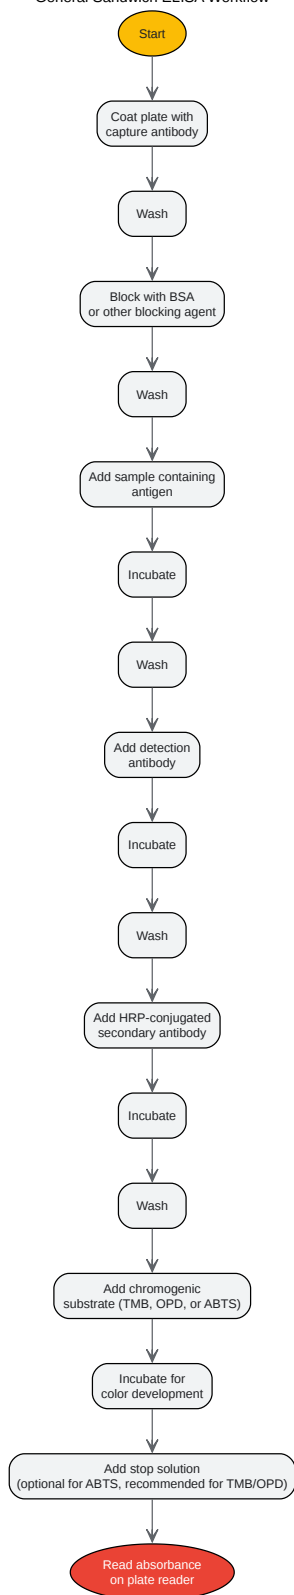 General Sandwich ELISA Workflow
Start
Coat plate with
capture antibody
Wash
Block with BSA
or other blocking agent
Wash
Add sample containing
antigen
Incubate
Wash
Add detection
antibody
Incubate
Wash
Add HRP-conjugated
secondary antibody
Incubate
Wash
Add chromogenic
substrate (TMB, OPD, or ABTS)
Incubate for
color development
Add stop solution
(optional for ABTS, recommended for TMB/OPD)
Read absorbance
on plate reader